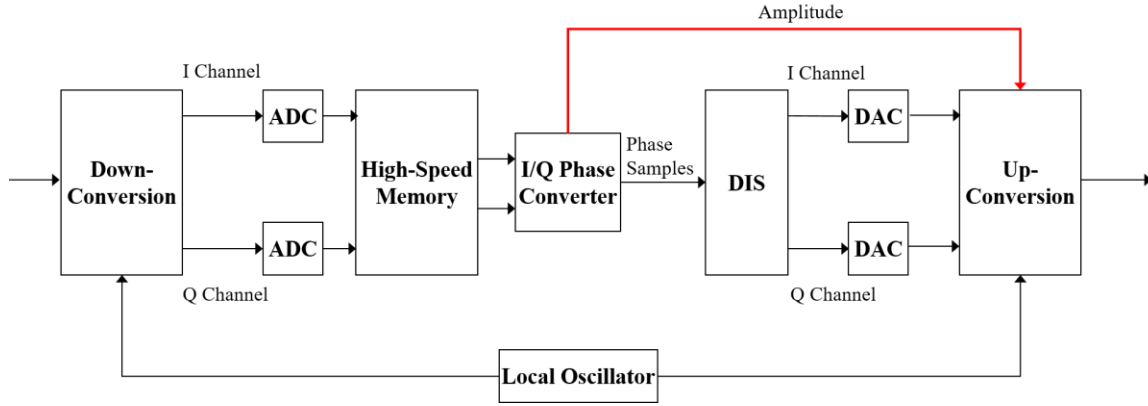 Amplitude
I Channel
I Channel
ADC
DAC
Down-
Conversion
High-Speed
Memory
I/Q Phase
Converter
Phase
Samples
DIS
Up-
Conversion
ADC
DAC
Q Channel
Q Channel
Local Oscillator